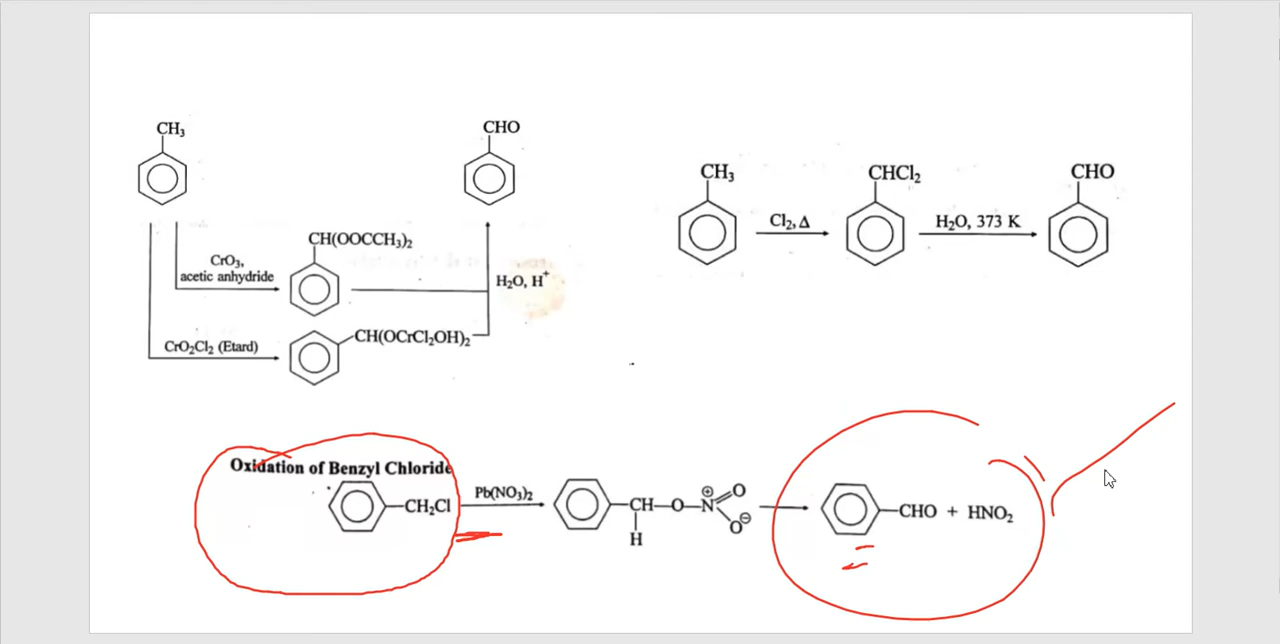 CH₃
CHO
CrO₃,
acetic anhydride
CH(OOCCH₃)₂
H₂O, H⁺
CrO₂Cl₂ (Etard)
CH(OCrCl₂OH)₂
CH₃
Cl₂, Δ
CHCl₂
H₂O, 373 K
CHO
Oxidation of Benzyl Chloride
CH₂Cl
Pb(NO₃)₂
CH—O—N⊕ O
O⊖
H
CHO + HNO₂